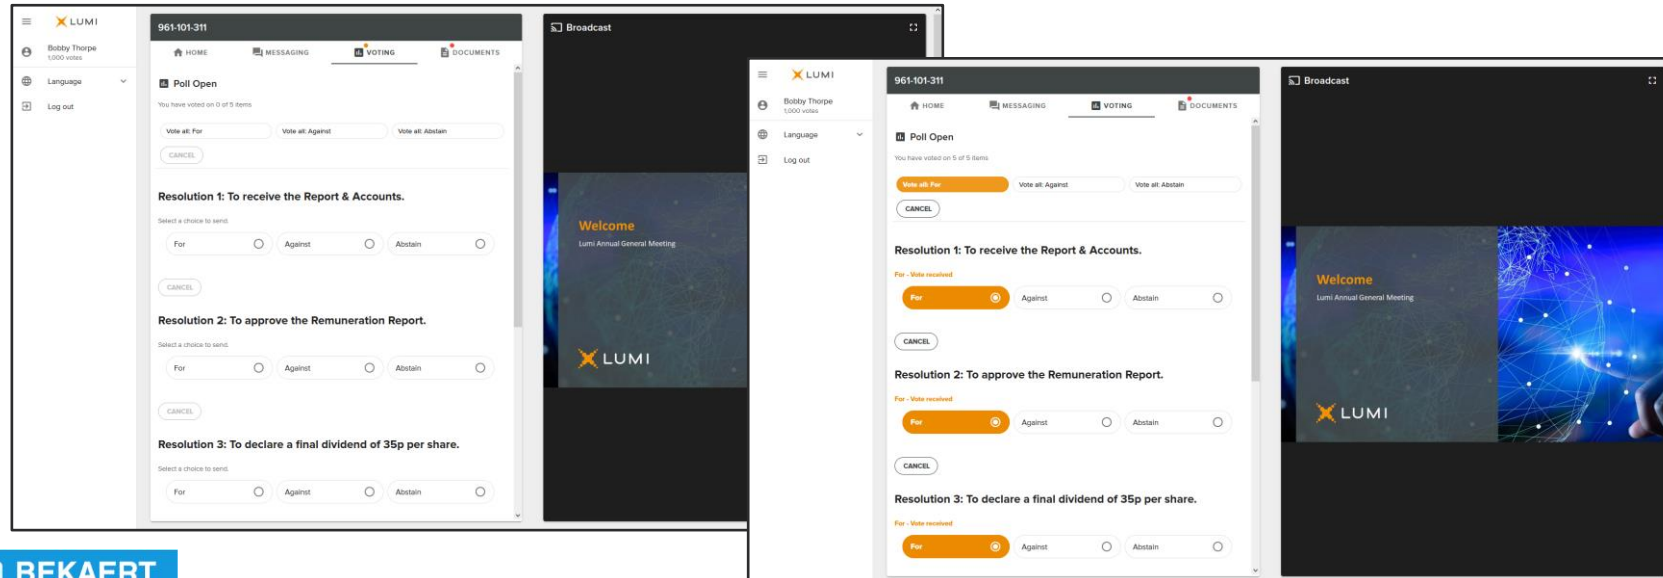 LUMI
Bobby Thorpe
1,000 votes
Language
Log out
961-101-311
HOME
MESSAGING
VOTING
DOCUMENTS
Poll Open
You have voted on 0 of 5 items
Vote all: For
Vote all: Against
Vote all: Abstain
CANCEL
Resolution 1: To receive the Report & Accounts.
Select a choice to send.
For
Against
Abstain
CANCEL
Resolution 2: To approve the Remuneration Report.
Select a choice to send.
For
Against
Abstain
CANCEL
Resolution 3: To declare a final dividend of 35p per share.
Select a choice to send.
For
Against
Abstain
Broadcast
Welcome
Lumi Annual General Meeting
LUMI
LUMI
Bobby Thorpe
1,000 votes
Language
Log out
961-101-311
HOME
MESSAGING
VOTING
DOCUMENTS
Poll Open
You have voted on 5 of 5 items
Vote all: For
Vote all: Against
Vote all: Abstain
CANCEL
Resolution 1: To receive the Report & Accounts.
For - Vote received
For
Against
Abstain
CANCEL
Resolution 2: To approve the Remuneration Report.
For - Vote received
For
Against
Abstain
CANCEL
Resolution 3: To declare a final dividend of 35p per share.
For - Vote received
For
Against
Abstain
Broadcast
Welcome
Lumi Annual General Meeting
LUMI
BEKAERT